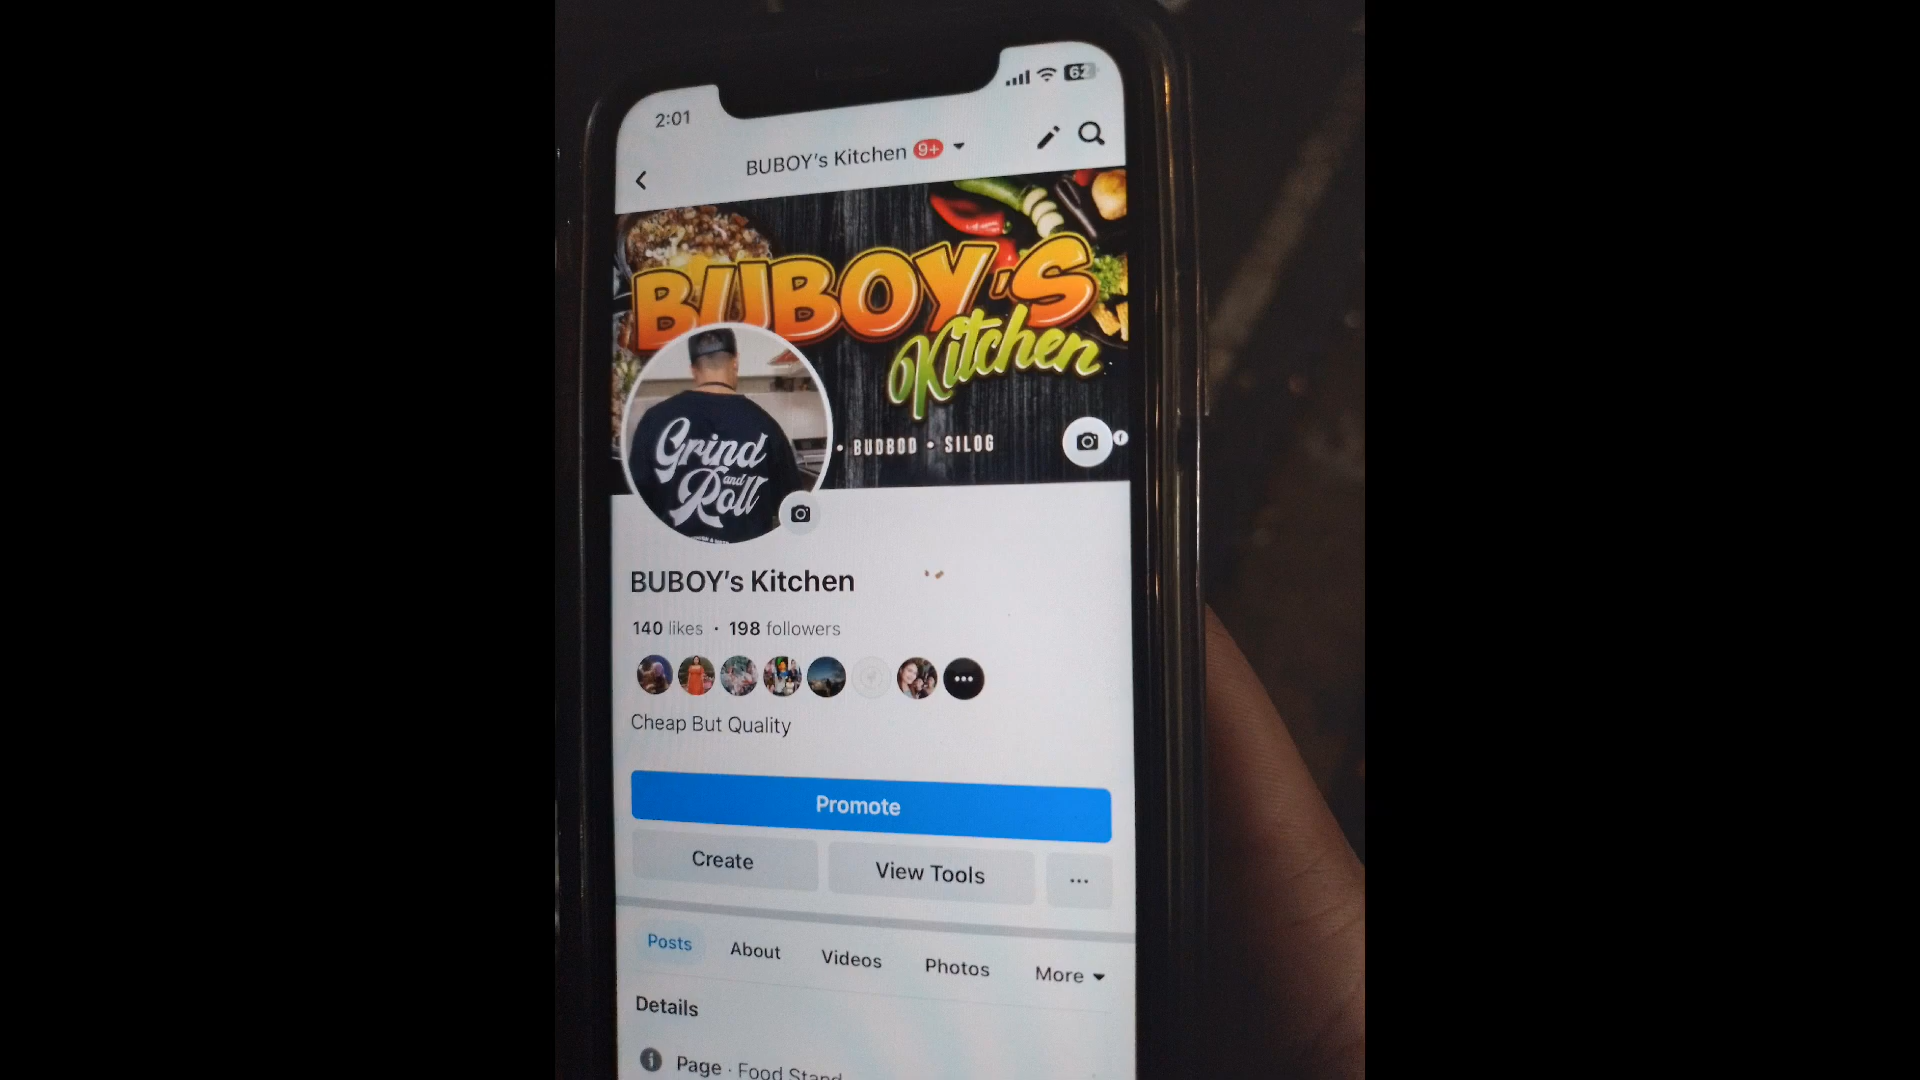 2:01
62
BUBOY's Kitchen 9+
BUBOY'S
Kitchen
• BUDBOD • SILOG
Grind
and
Roll
BUBOY's Kitchen
140 likes · 198 followers
Cheap But Quality
Promote
Create
View Tools
Posts
About
Videos
Photos
More
Details
Page · Food Stand